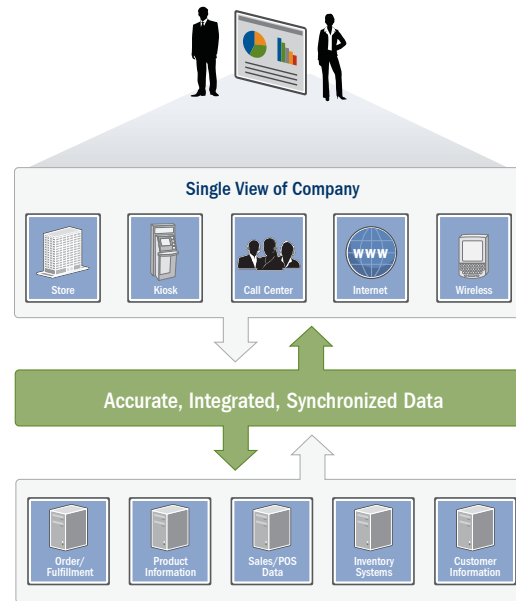 Single View of Company
Store
Kiosk
Call Center
Internet
www
Wireless
Accurate, Integrated, Synchronized Data
Order/
Fulfillment
Product
Information
Sales/POS
Data
Inventory
Systems
Customer
Information